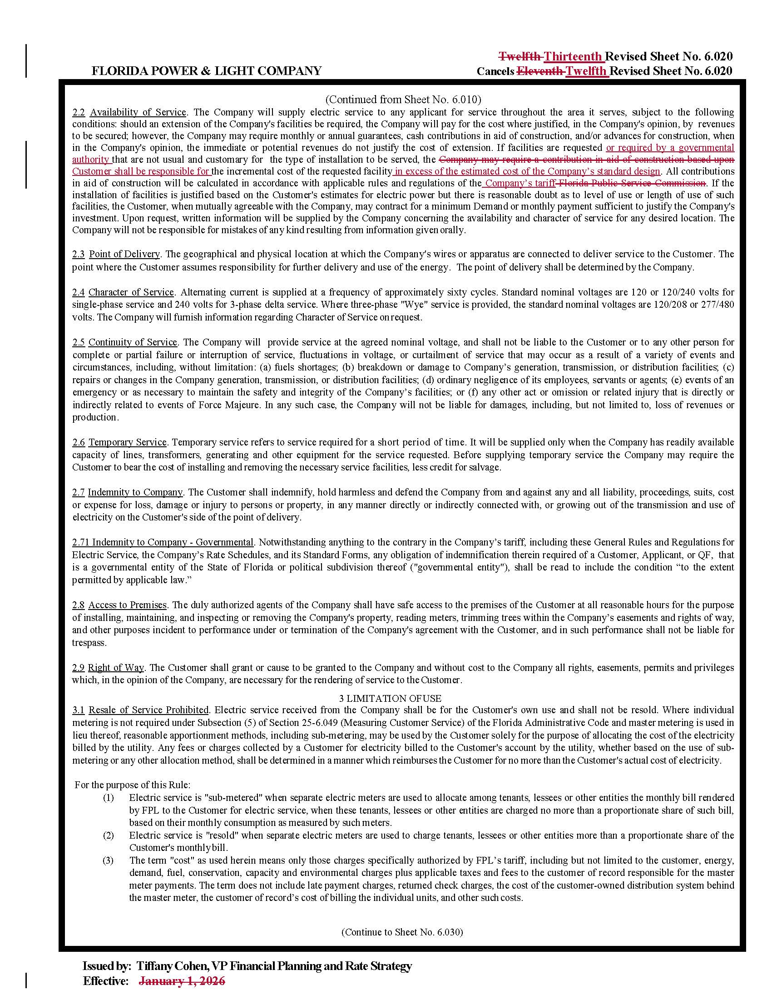 Twelfth Thirteenth Revised Sheet No. 6.020
FLORIDA POWER & LIGHT COMPANY
Cancels Eleventh Twelfth Revised Sheet No. 6.020
(Continued from Sheet No. 6.010)
2.2 Availability of Service. The Company will supply electric service to any applicant for service throughout the area it serves, subject to the following
conditions: should an extension of the Company's facilities be required, the Company will pay for the cost where justified, in the Company's opinion, by revenues
to be secured; however, the Company may require monthly or annual guarantees, cash contributions in aid of construction, and/or advances for construction, when
in the Company's opinion, the immediate or potential revenues do not justify the cost of extension. If facilities are requested or required by a governmental
authority that are not usual and customary for the type of installation to be served, the Company may require a contribution in aid of construction based upon
Customer shall be responsible for the incremental cost of the requested facility in excess of the estimated cost of the Company’s standard design. All contributions
in aid of construction will be calculated in accordance with applicable rules and regulations of the Company’s tariff Florida Public Service Commission. If the
installation of facilities is justified based on the Customer's estimates for electric power but there is reasonable doubt as to level of use or length of use of such
facilities, the Customer, when mutually agreeable with the Company, may contract for a minimum Demand or monthly payment sufficient to justify the Company's
investment. Upon request, written information will be supplied by the Company concerning the availability and character of service for any desired location. The
Company will not be responsible for mistakes of any kind resulting from information given orally.
2.3 Point of Delivery. The geographical and physical location at which the Company's wires or apparatus are connected to deliver service to the Customer. The
point where the Customer assumes responsibility for further delivery and use of the energy. The point of delivery shall be determined by the Company.
2.4 Character of Service. Alternating current is supplied at a frequency of approximately sixty cycles. Standard nominal voltages are 120 or 120/240 volts for
single-phase service and 240 volts for 3-phase delta service. Where three-phase "Wye" service is provided, the standard nominal voltages are 120/208 or 277/480
volts. The Company will furnish information regarding Character of Service on request.
2.5 Continuity of Service. The Company will provide service at the agreed nominal voltage, and shall not be liable to the Customer or to any other person for
complete or partial failure or interruption of service, fluctuations in voltage, or curtailment of service that may occur as a result of a variety of events and
circumstances, including, without limitation: (a) fuels shortages; (b) breakdown or damage to Company’s generation, transmission, or distribution facilities; (c)
repairs or changes in the Company generation, transmission, or distribution facilities; (d) ordinary negligence of its employees, servants or agents; (e) events of an
emergency or as necessary to maintain the safety and integrity of the Company’s facilities; or (f) any other act or omission or related injury that is directly or
indirectly related to events of Force Majeure. In any such case, the Company will not be liable for damages, including, but not limited to, loss of revenues or
production.
2.6 Temporary Service. Temporary service refers to service required for a short period of time. It will be supplied only when the Company has readily available
capacity of lines, transformers, generating and other equipment for the service requested. Before supplying temporary service the Company may require the
Customer to bear the cost of installing and removing the necessary service facilities, less credit for salvage.
2.7 Indemnity to Company. The Customer shall indemnify, hold harmless and defend the Company from and against any and all liability, proceedings, suits, cost
or expense for loss, damage or injury to persons or property, in any manner directly or indirectly connected with, or growing out of the transmission and use of
electricity on the Customer's side of the point of delivery.
2.71 Indemnity to Company - Governmental. Notwithstanding anything to the contrary in the Company’s tariff, including these General Rules and Regulations for
Electric Service, the Company’s Rate Schedules, and its Standard Forms, any obligation of indemnification therein required of a Customer, Applicant, or QF, that
is a governmental entity of the State of Florida or political subdivision thereof ("governmental entity"), shall be read to include the condition “to the extent
permitted by applicable law.”
2.8 Access to Premises. The duly authorized agents of the Company shall have safe access to the premises of the Customer at all reasonable hours for the purpose
of installing, maintaining, and inspecting or removing the Company's property, reading meters, trimming trees within the Company’s easements and rights of way,
and other purposes incident to performance under or termination of the Company's agreement with the Customer, and in such performance shall not be liable for
trespass.
2.9 Right of Way. The Customer shall grant or cause to be granted to the Company and without cost to the Company all rights, easements, permits and privileges
which, in the opinion of the Company, are necessary for the rendering of service to the Customer.
3 LIMITATION OF USE
3.1 Resale of Service Prohibited. Electric service received from the Company shall be for the Customer's own use and shall not be resold. Where individual
metering is not required under Subsection (5) of Section 25-6.049 (Measuring Customer Service) of the Florida Administrative Code and master metering is used in
lieu thereof, reasonable apportionment methods, including sub-metering, may be used by the Customer solely for the purpose of allocating the cost of the electricity
billed by the utility. Any fees or charges collected by a Customer for electricity billed to the Customer's account by the utility, whether based on the use of sub-
metering or any other allocation method, shall be determined in a manner which reimburses the Customer for no more than the Customer's actual cost of electricity.
For the purpose of this Rule:
(1) Electric service is "sub-metered" when separate electric meters are used to allocate among tenants, lessees or other entities the monthly bill rendered
by FPL to the Customer for electric service, when these tenants, lessees or other entities are charged no more than a proportionate share of such bill,
based on their monthly consumption as measured by such meters.
(2) Electric service is "resold" when separate electric meters are used to charge tenants, lessees or other entities more than a proportionate share of the
Customer's monthly bill.
(3) The term "cost" as used herein means only those charges specifically authorized by FPL’s tariff, including but not limited to the customer, energy,
demand, fuel, conservation, capacity and environmental charges plus applicable taxes and fees to the customer of record responsible for the master
meter payments. The term does not include late payment charges, returned check charges, the cost of the customer-owned distribution system behind
the master meter, the customer of record’s cost of billing the individual units, and other such costs.
(Continue to Sheet No. 6.030)
Issued by: Tiffany Cohen, VP Financial Planning and Rate Strategy
Effective: January 1, 2026